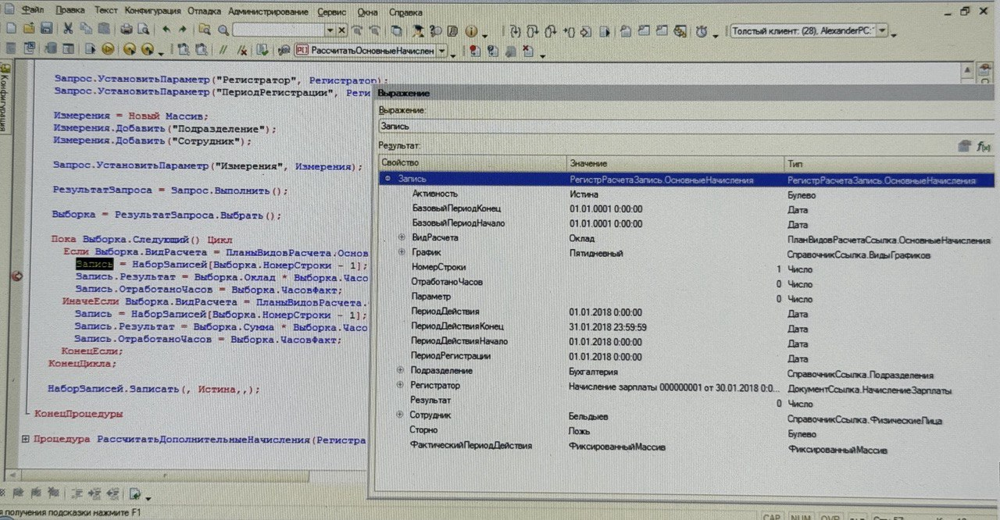 Файл Правка Текст Конфигурация Отладка Администрирование Сервис Окна Справка
Толстый клиент: (28), AlexanderPC:
РассчитатьОсновныеНачислен
Конфигурация
Запрос.УстановитьПараметр("Регистратор", Регистратор);
Запрос.УстановитьПараметр("ПериодРегистрации", Реги
Измерения = Новый Массив;
Измерения.Добавить("Подразделение");
Измерения.Добавить("Сотрудник");
Запрос.УстановитьПараметр("Измерения", Измерения);
РезультатЗапроса = Запрос.Выполнить();
Выборка = РезультатЗапроса.Выбрать();
Пока Выборка.Следующий() Цикл
Если Выборка.ВидРасчета = ПланыВидовРасчета.Основ
Запись = НаборЗаписей[Выборка.НомерСтроки - 1];
Запись.Результат = Выборка.Оклад * Выборка.Часо
Запись.ОтработаноЧасов = Выборка.ЧасовФакт;
ИначеЕсли Выборка.ВидРасчета = ПланыВидовРасчета.
Запись = НаборЗаписей[Выборка.НомерСтроки - 1];
Запись.Результат = Выборка.Сумма * Выборка.Часо
Запись.ОтработаноЧасов = Выборка.ЧасовФакт;
КонецЕсли;
КонецЦикла;
НаборЗаписей.Записать(, Истина,,);
КонецПроцедуры
Процедура РассчитатьДополнительныеНачисления(Регистра
Выражение
Выражение:
Запись
Результат:
Свойство Значение Тип
Запись РегистрРасчетаЗапись.ОсновныеНачисления РегистрРасчетаЗапись.ОсновныеНачисления
Активность Истина Булево
БазовыйПериодКонец 01.01.0001 0:00:00 Дата
БазовыйПериодНачало 01.01.0001 0:00:00 Дата
ВидРасчета Оклад ПланВидовРасчетаСсылка.ОсновныеНачисления
График Пятидневный СправочникСсылка.ВидыГрафиков
НомерСтроки 1 Число
ОтработаноЧасов 0 Число
Параметр 0 Число
ПериодДействия 01.01.2018 0:00:00 Дата
ПериодДействияКонец 31.01.2018 23:59:59 Дата
ПериодДействияНачало 01.01.2018 0:00:00 Дата
ПериодРегистрации 01.01.2018 0:00:00 Дата
Подразделение Бухгалтерия СправочникСсылка.Подразделения
Регистратор Начисление зарплаты 000000001 от 30.01.2018 0:0... ДокументСсылка.НачислениеЗарплаты
Результат 0 Число
Сотрудник Бельдыев СправочникСсылка.ФизическиеЛица
Сторно Ложь Булево
ФактическийПериодДействия ФиксированныйМассив ФиксированныйМассив
я получения подсказки нажмите F1
CAP NUM OVR